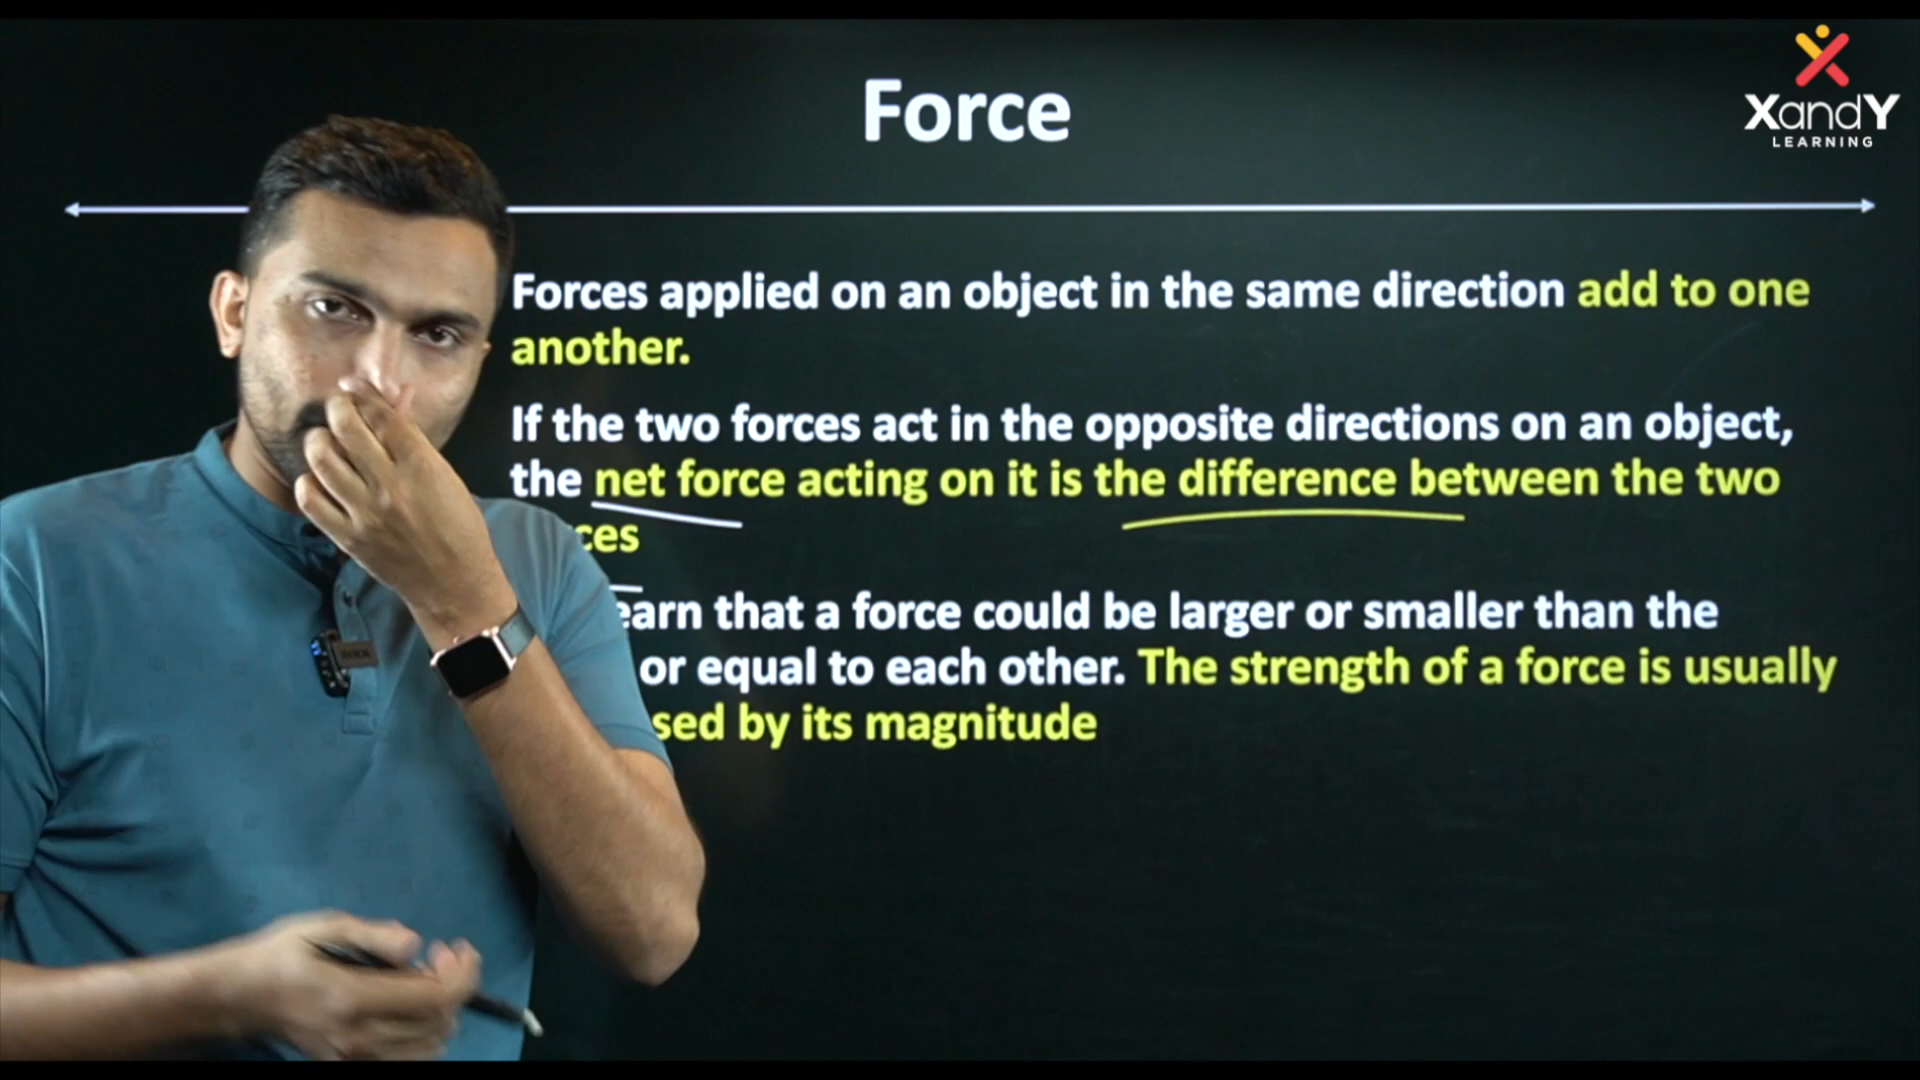 Force
XandY
LEARNING
Forces applied on an object in the same direction add to one
another.
If the two forces act in the opposite directions on an object,
the net force acting on it is the difference between the two
that a force could be larger or smaller than the
or equal to each other. The strength of a force is usually
by its magnitude